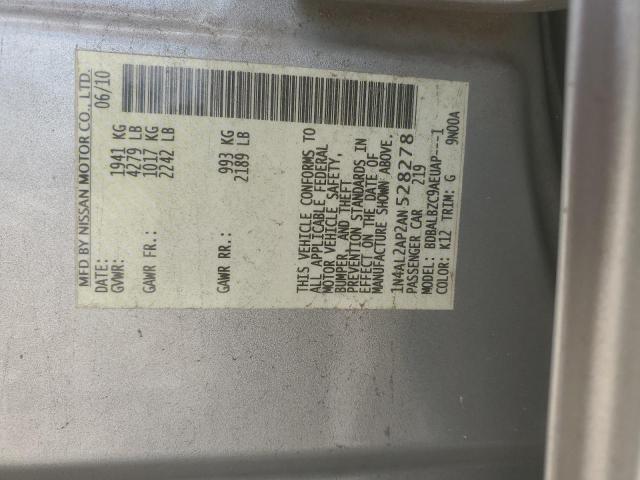 MFD BY NISSAN MOTOR CO., LTD.
DATE: 06/10
GVWR: 1941 KG
4279 LB
GAWR FR: 1017 KG
2242 LB
GAWR RR: 993 KG
2189 LB
THIS VEHICLE CONFORMS TO
ALL APPLICABLE FEDERAL
MOTOR VEHICLE SAFETY,
BUMPER, AND THEFT
PREVENTION STANDARDS IN
EFFECT ON THE DATE OF
MANUFACTURE SHOWN ABOVE.
1N4AL2AP2AN528278
PASSENGER CAR 219
MODEL: BDBALBZC9AEUAP---1
COLOR: K12 TRIM: G 9N00A